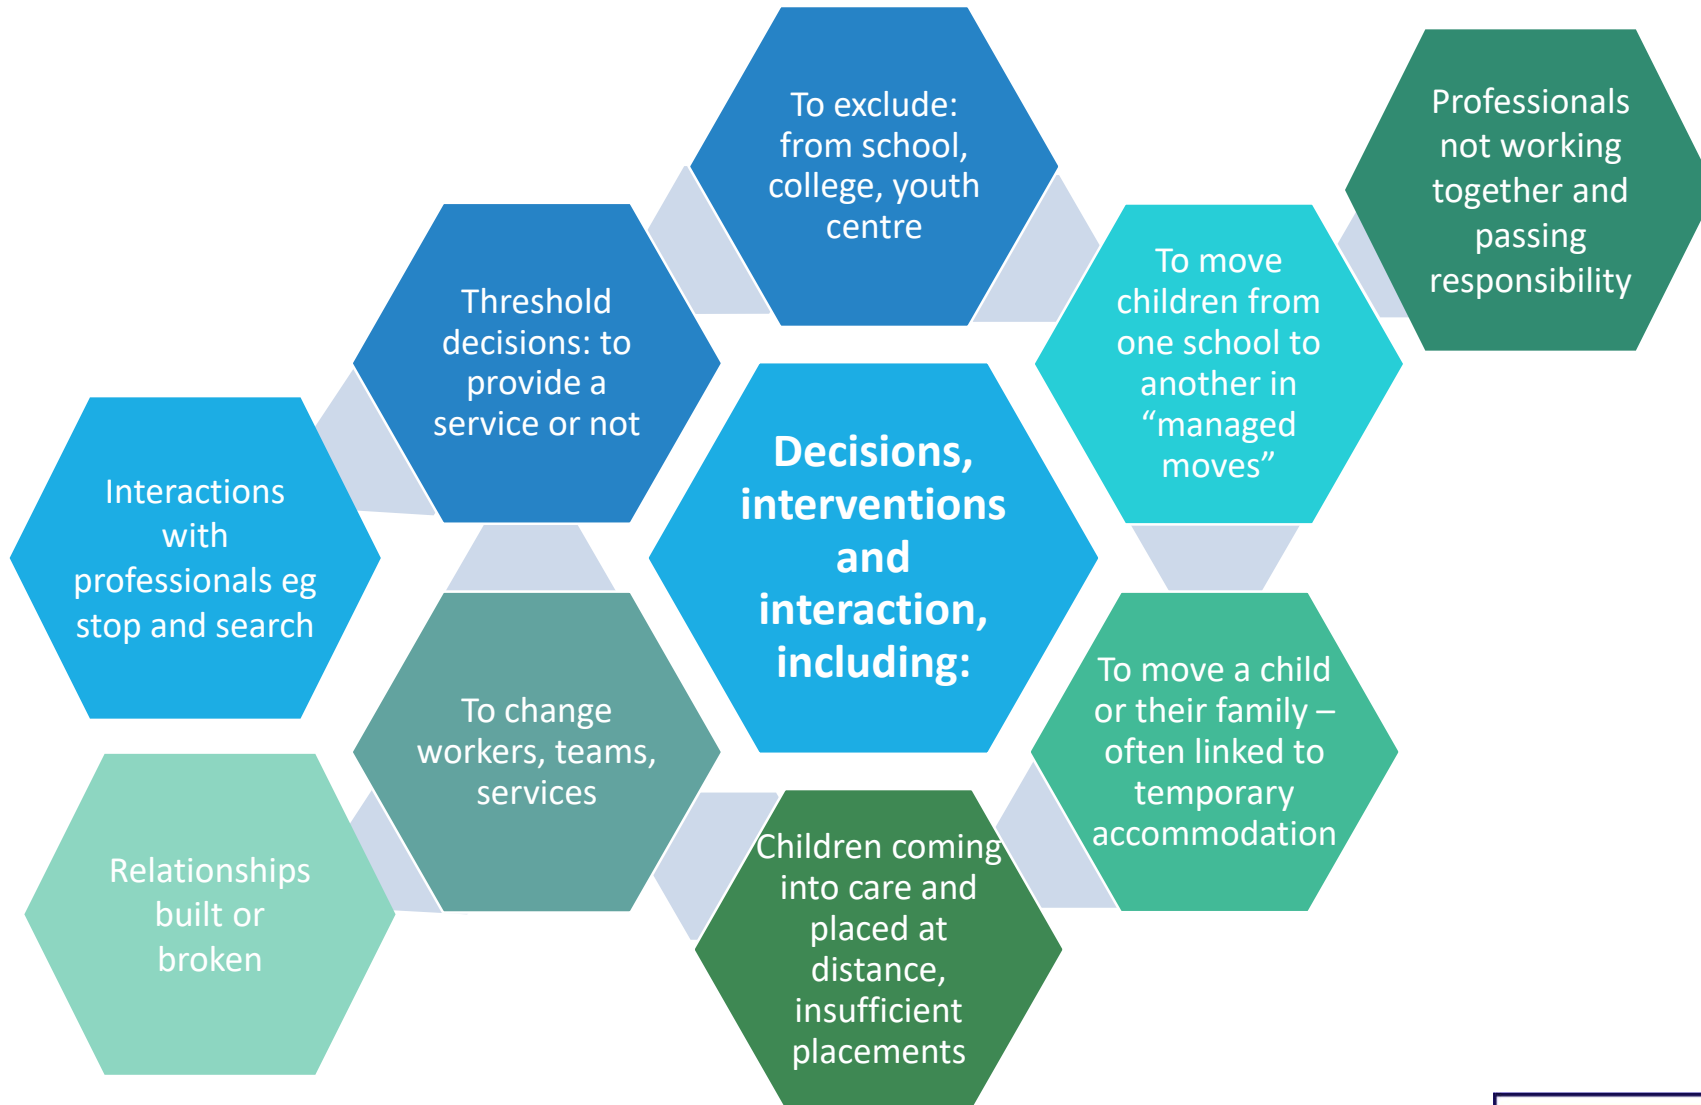 To exclude:
from school,
college, youth
centre
Professionals
not working
together and
passing
responsibility
Threshold
decisions: to
provide a
service or not
To move
children from
one school to
another in
“managed
moves”
Interactions
with
professionals eg
stop and search
Decisions,
interventions
and
interaction,
including:
To change
workers, teams,
services
To move a child
or their family –
often linked to
temporary
accommodation
Relationships
built or
broken
Children coming
into care and
placed at
distance,
insufficient
placements